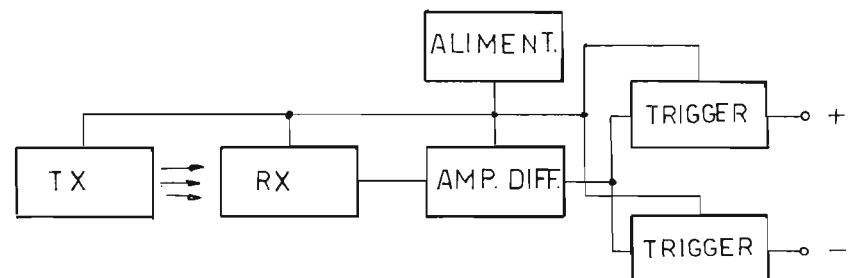 ALIMENT.
TRIGGER +
TX RX AMP. DIFF.
TRIGGER −